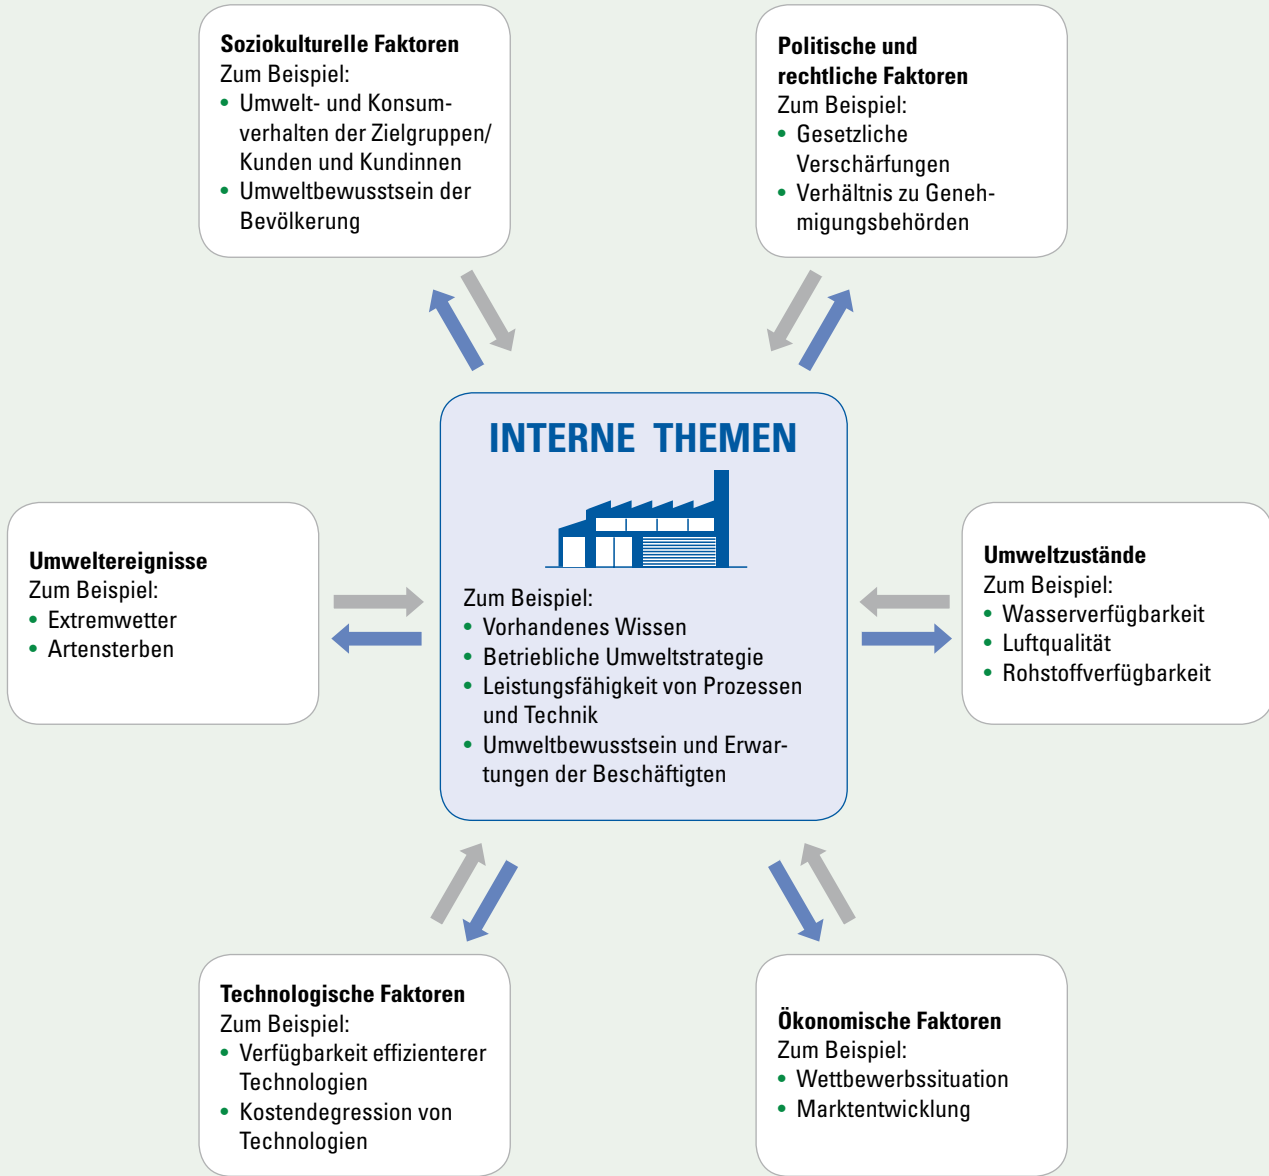 Soziokulturelle Faktoren
Zum Beispiel:
• Umwelt- und Konsum-
verhalten der Zielgruppen/
Kunden und Kundinnen
• Umweltbewusstsein der
Bevölkerung
Politische und
rechtliche Faktoren
Zum Beispiel:
• Gesetzliche
Verschärfungen
• Verhältnis zu Geneh-
migungsbehörden
INTERNE THEMEN
Zum Beispiel:
• Vorhandenes Wissen
• Betriebliche Umweltstrategie
• Leistungsfähigkeit von Prozessen
und Technik
• Umweltbewusstsein und Erwar-
tungen der Beschäftigten
Umweltereignisse
Zum Beispiel:
• Extremwetter
• Artensterben
Umweltzustände
Zum Beispiel:
• Wasserverfügbarkeit
• Luftqualität
• Rohstoffverfügbarkeit
Technologische Faktoren
Zum Beispiel:
• Verfügbarkeit effizienterer
Technologien
• Kostendegression von
Technologien
Ökonomische Faktoren
Zum Beispiel:
• Wettbewerbssituation
• Marktentwicklung